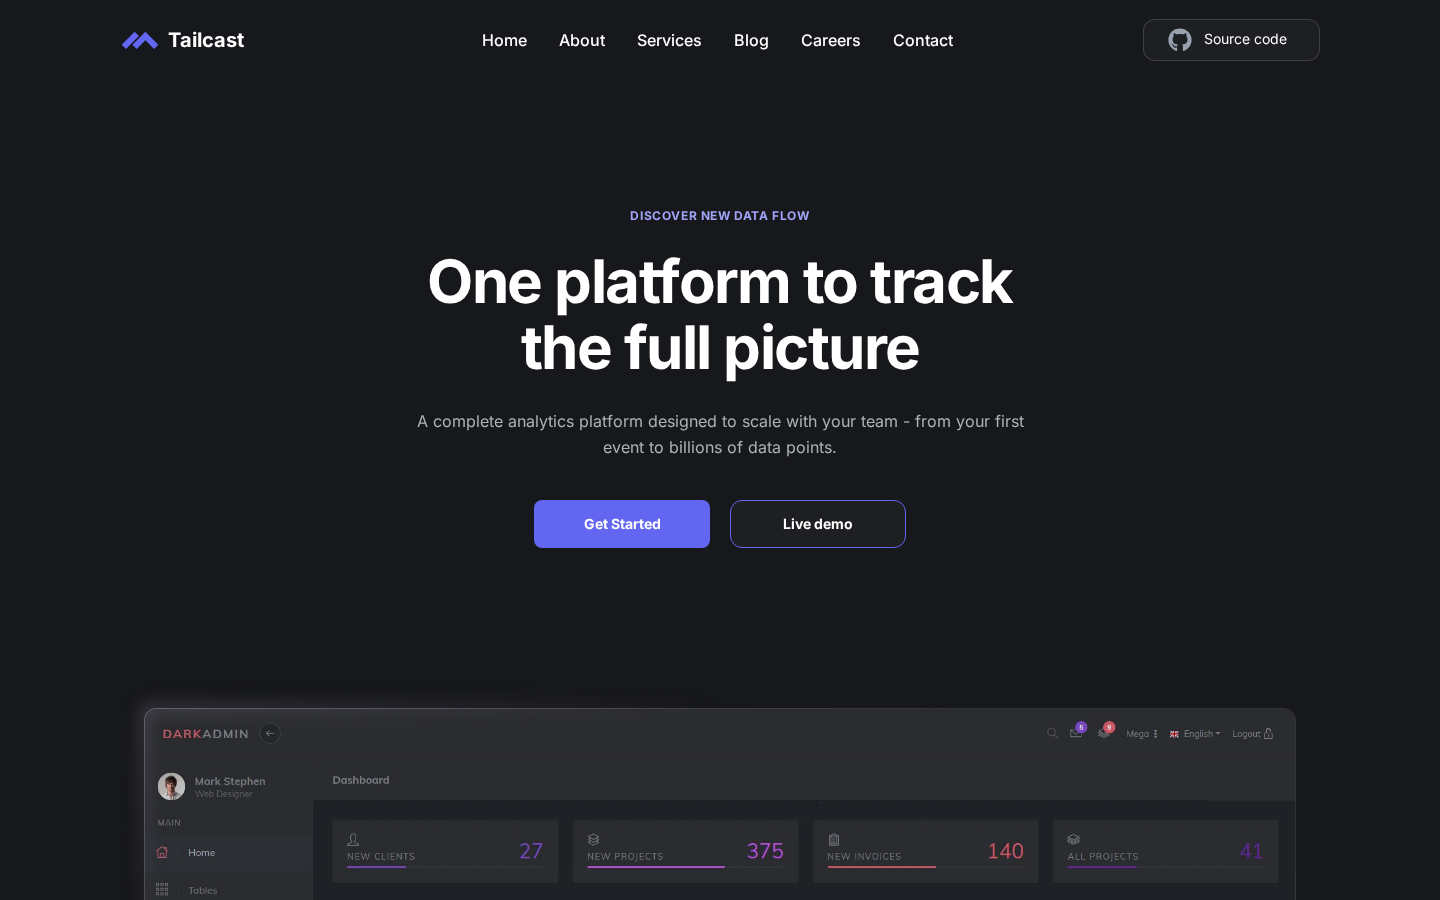 Tailcast
Home About Services Blog Careers Contact
Source code
DISCOVER NEW DATA FLOW
One platform to track
the full picture
A complete analytics platform designed to scale with your team - from your first
event to billions of data points.
Get Started
Live demo
DARKADMIN
5
9
Mega
English
Logout
Mark Stephen
Web Designer
Dashboard
MAIN
Home
Tables
NEW CLIENTS 27
NEW PROJECTS 375
NEW INVOICES 140
ALL PROJECTS 41